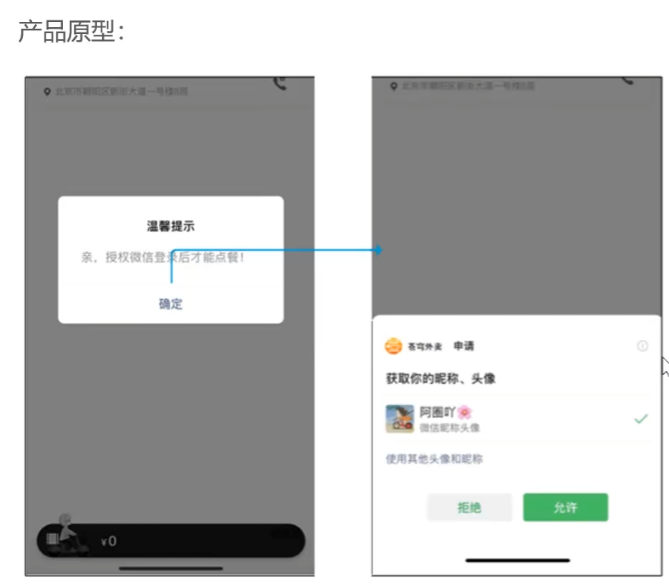 产品原型：
北京市朝阳区新街大道一号楼8层
温馨提示
亲，授权微信登录后才能点餐！
确定
¥0
北京市朝阳区新街大道一号楼8层
苍穹外卖 申请
获取你的昵称、头像
阿圈吖
微信昵称头像
使用其他头像和昵称
拒绝
允许